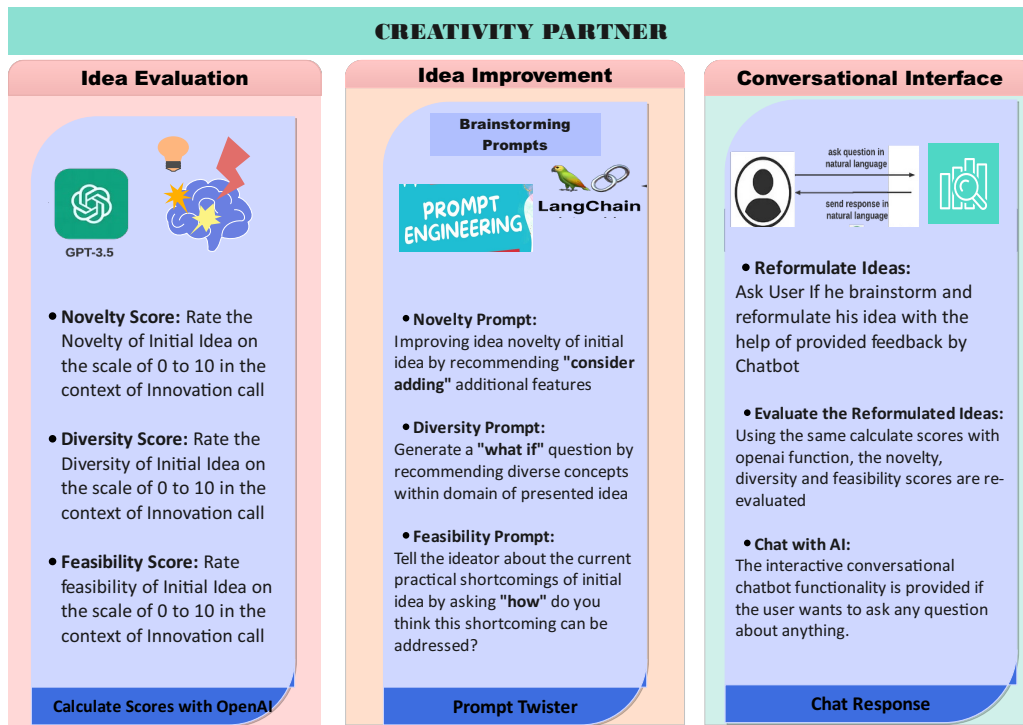 CREATIVITY PARTNER
Idea Evaluation
GPT-3.5
• Novelty Score: Rate the
Novelty of Initial Idea on
the scale of 0 to 10 in the
context of Innovation call
• Diversity Score: Rate the
Diversity of Initial Idea on
the scale of 0 to 10 in the
context of Innovation call
• Feasibility Score: Rate
feasibility of Initial Idea on
the scale of 0 to 10 in the
context of Innovation call
Calculate Scores with OpenAI
Idea Improvement
Brainstorming
Prompts
PROMPT
ENGINEERING
LangChain
• Novelty Prompt:
Improving idea novelty of initial
idea by recommending "consider
adding" additional features
• Diversity Prompt:
Generate a "what if" question by
recommending diverse concepts
within domain of presented idea
• Feasibility Prompt:
Tell the ideator about the current
practical shortcomings of initial
idea by asking "how" do you
think this shortcoming can be
addressed?
Prompt Twister
Conversational Interface
ask question in
natural language
send response in
natural language
• Reformulate Ideas:
Ask User If he brainstorm and
reformulate his idea with the
help of provided feedback by
Chatbot
• Evaluate the Reformulated Ideas:
Using the same calculate scores with
openai function, the novelty,
diversity and feasibility scores are re-
evaluated
• Chat with AI:
The interactive conversational
chatbot functionality is provided if
the user wants to ask any question
about anything.
Chat Response